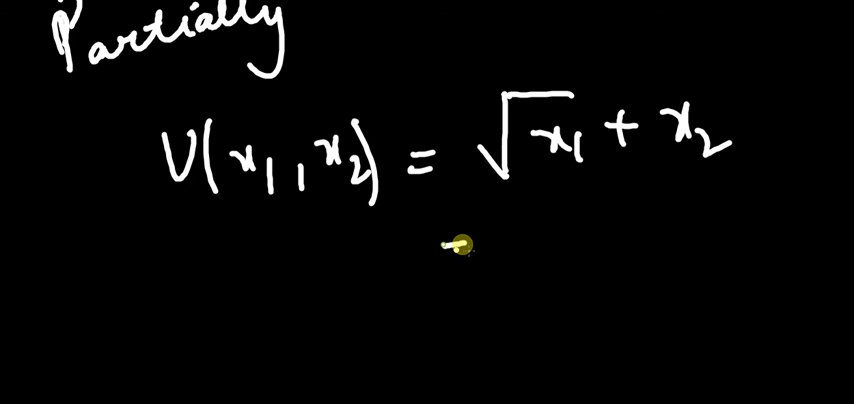 Partially
U(x₁, x₂) = √x₁ + x₂